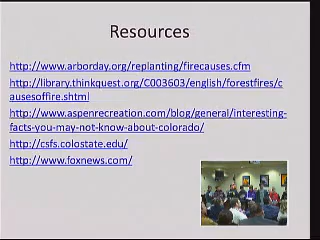 Resources
http://www.arborday.org/replanting/firecauses.cfm
http://library.thinkquest.org/C003603/english/forestfires/c
ausesoffire.shtml
http://www.aspenrecreation.com/blog/general/interesting-
facts-you-may-not-know-about-colorado/
http://csfs.colostate.edu/
http://www.foxnews.com/